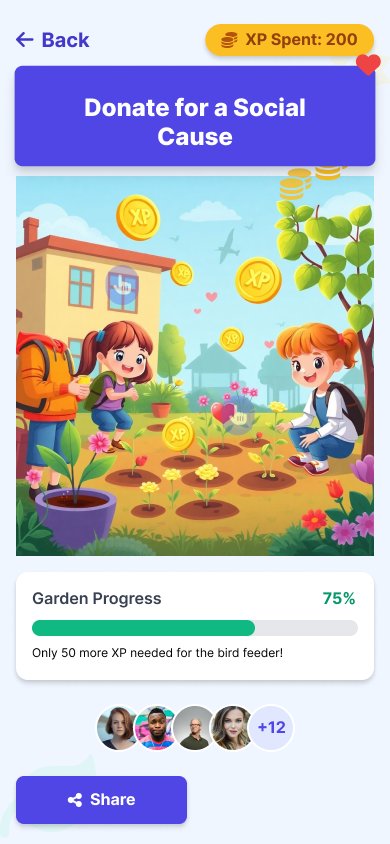 Back
XP Spent: 200
Donate for a Social
Cause
XP
XP
XP
XP
XP
Garden Progress
75%
Only 50 more XP needed for the bird feeder!
+12
Share